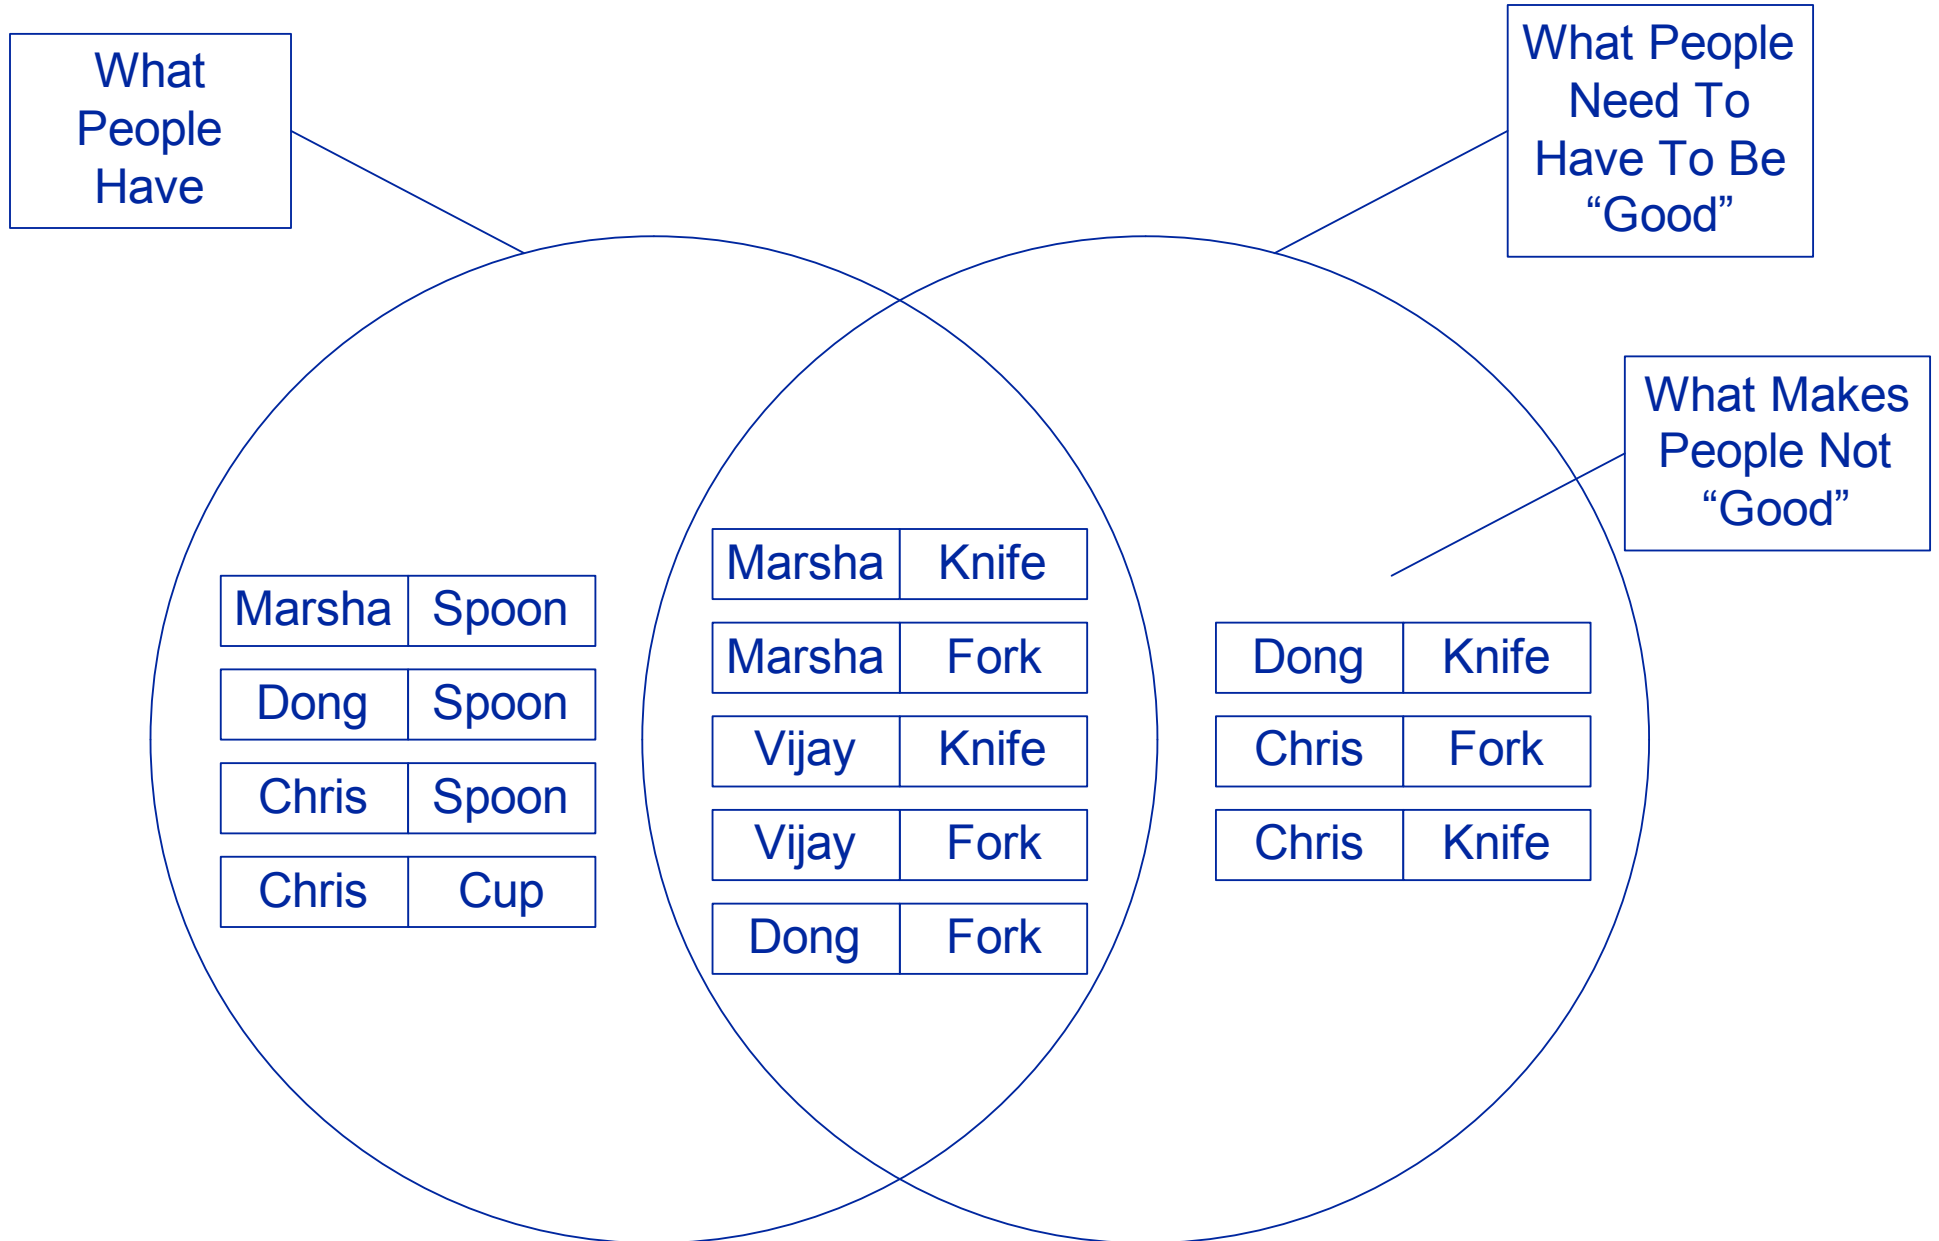 What
People
Have
What People
Need To
Have To Be
“Good”
What Makes
People Not
“Good”
Marsha Spoon
Dong Spoon
Chris Spoon
Chris Cup
Marsha Knife
Marsha Fork
Vijay Knife
Vijay Fork
Dong Fork
Dong Knife
Chris Fork
Chris Knife